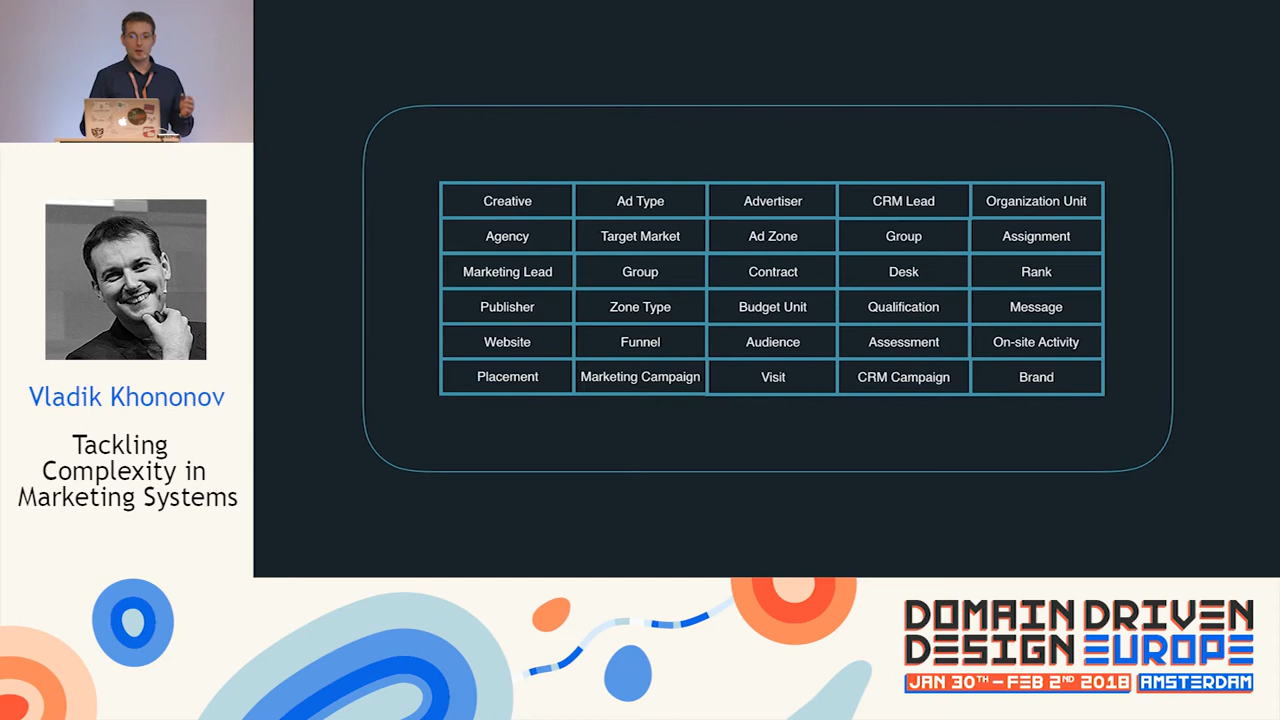 Creative Ad Type Advertiser CRM Lead Organization Unit
Agency Target Market Ad Zone Group Assignment
Marketing Lead Group Contract Desk Rank
Publisher Zone Type Budget Unit Qualification Message
Website Funnel Audience Assessment On-site Activity
Placement Marketing Campaign Visit CRM Campaign Brand
Vladik Khononov
Tackling
Complexity in
Marketing Systems
DOMAIN DRIVEN
DESIGN EUROPE
JAN 30TH - FEB 2ND 2018 AMSTERDAM